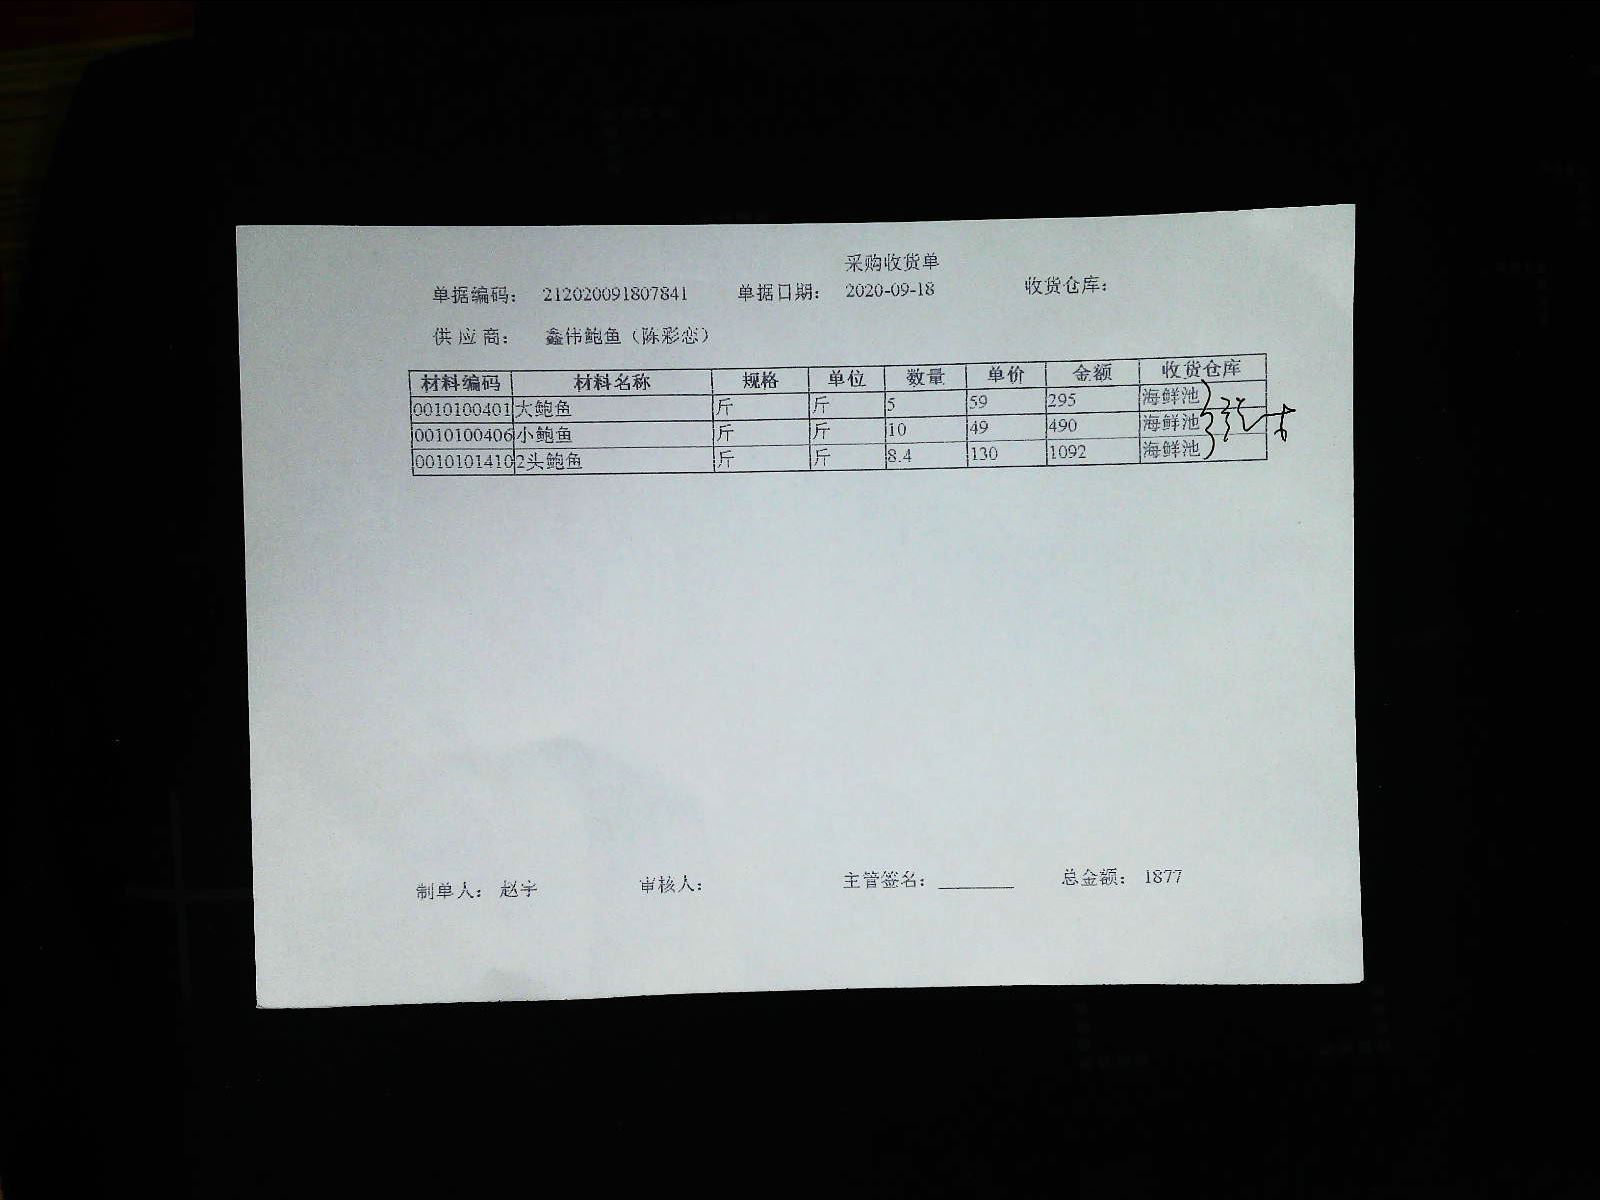 采购收货单
单据编码： 212020091807841 单据日期： 2020-09-18 收货仓库：
供应商： 鑫伟鲍鱼（陈彩恋）
材料编码 材料名称 规格 单位 数量 单价 金额 收货仓库
0010100401 大鲍鱼 斤 斤 5 59 295 海鲜池
0010100406 小鲍鱼 斤 斤 10 49 490 海鲜池
0010101410 2头鲍鱼 斤 斤 8.4 130 1092 海鲜池
制单人： 赵宇 审核人： 主管签名： 总金额： 1877